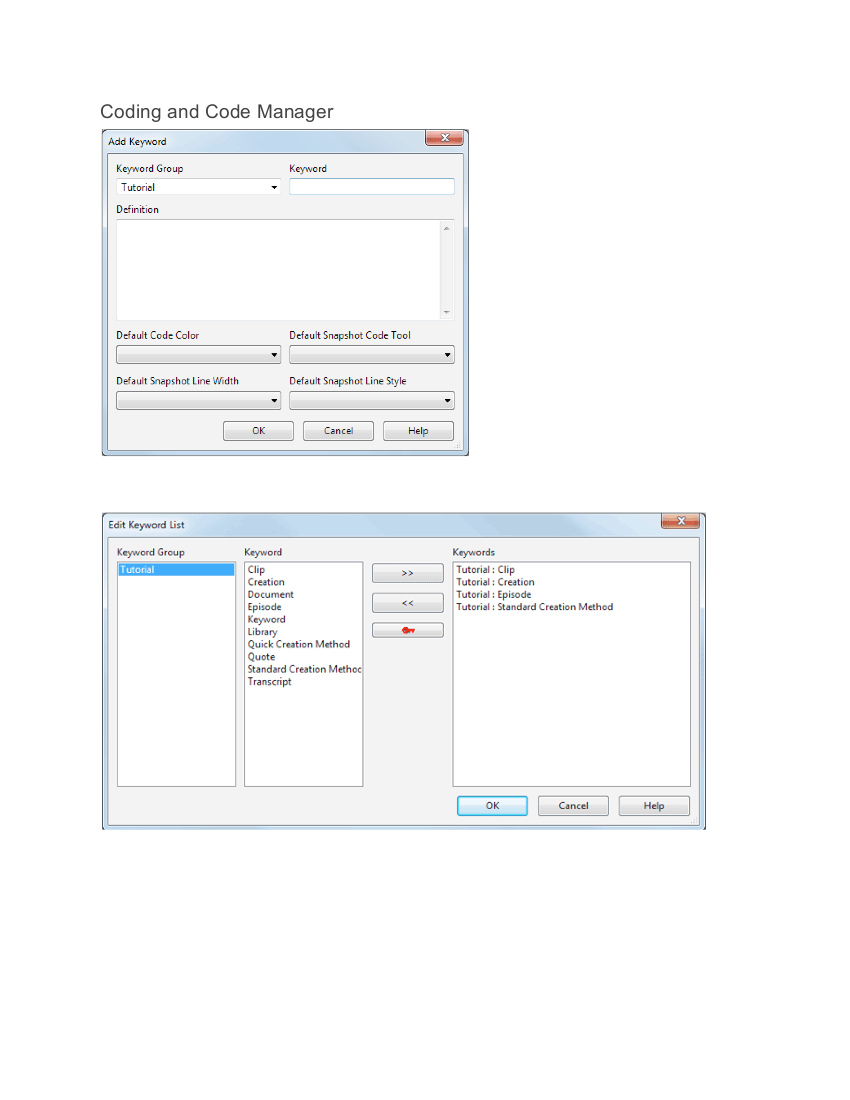 Coding and Code Manager
Add Keyword
Keyword Group Keyword
Tutorial
Definition
Default Code Color Default Snapshot Code Tool
Default Snapshot Line Width Default Snapshot Line Style
OK Cancel Help
Edit Keyword List
Keyword Group Keyword Keywords
Tutorial
Clip
Creation
Document
Episode
Keyword
Library
Quick Creation Method
Quote
Standard Creation Methoc
Transcript
>>
<<
Tutorial : Clip
Tutorial : Creation
Tutorial : Episode
Tutorial : Standard Creation Method
OK Cancel Help